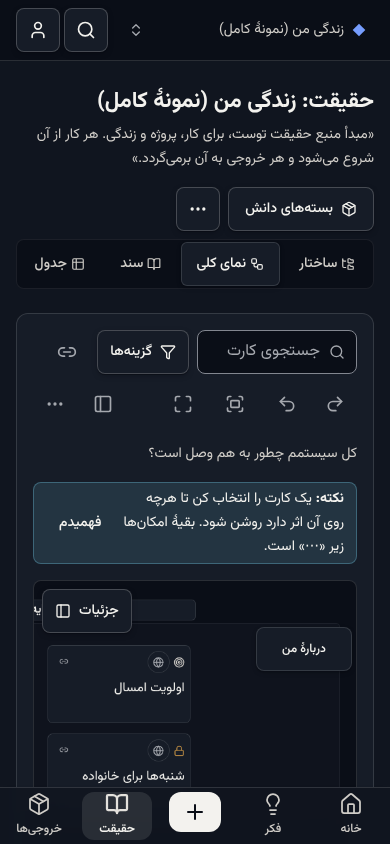 زندگی من (نمونهٔ کامل)
حقیقت: زندگی من (نمونهٔ کامل)
«مبدأ منبع حقیقت توست، برای کار، پروژه و زندگی. هر کار از آن
شروع می‌شود و هر خروجی به آن برمی‌گردد.»
بسته‌های دانش
ساختار
نمای کلی
سند
جدول
جستجوی کارت
گزینه‌ها
کل سیستمم چطور به هم وصل است؟
نکته: یک کارت را انتخاب کن تا هرچه
روی آن اثر دارد روشن شود. بقیهٔ امکان‌ها
زیر «···» است.
فهمیدم
جزئیات
دربارهٔ من
اولویت امسال
شنبه‌ها برای خانواده
خانه
فکر
حقیقت
خروجی‌ها